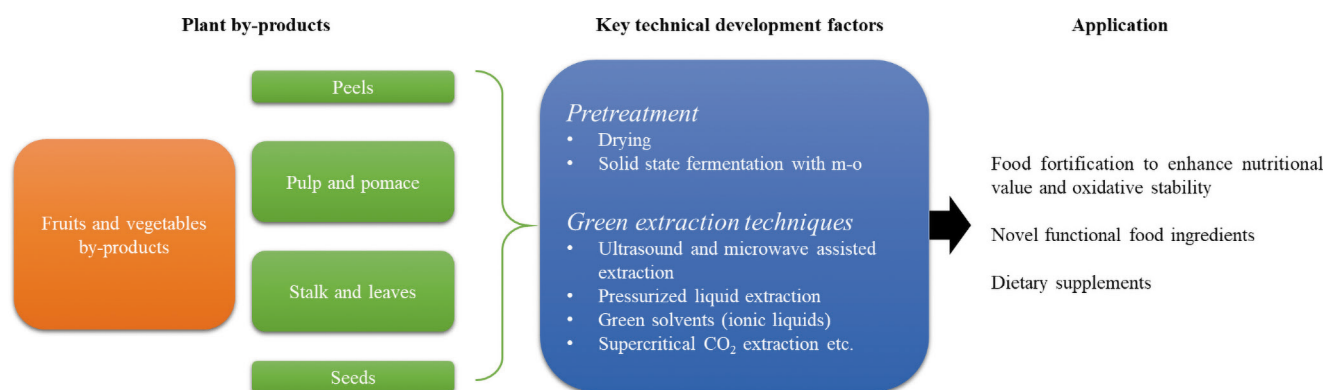 Plant by-products
Key technical development factors
Application
Fruits and vegetables
by-products
Peels
Pulp and pomace
Stalk and leaves
Seeds
Pretreatment
• Drying
• Solid state fermentation with m-o
Green extraction techniques
• Ultrasound and microwave assisted
extraction
• Pressurized liquid extraction
• Green solvents (ionic liquids)
• Supercritical CO₂ extraction etc.
Food fortification to enhance nutritional
value and oxidative stability
Novel functional food ingredients
Dietary supplements